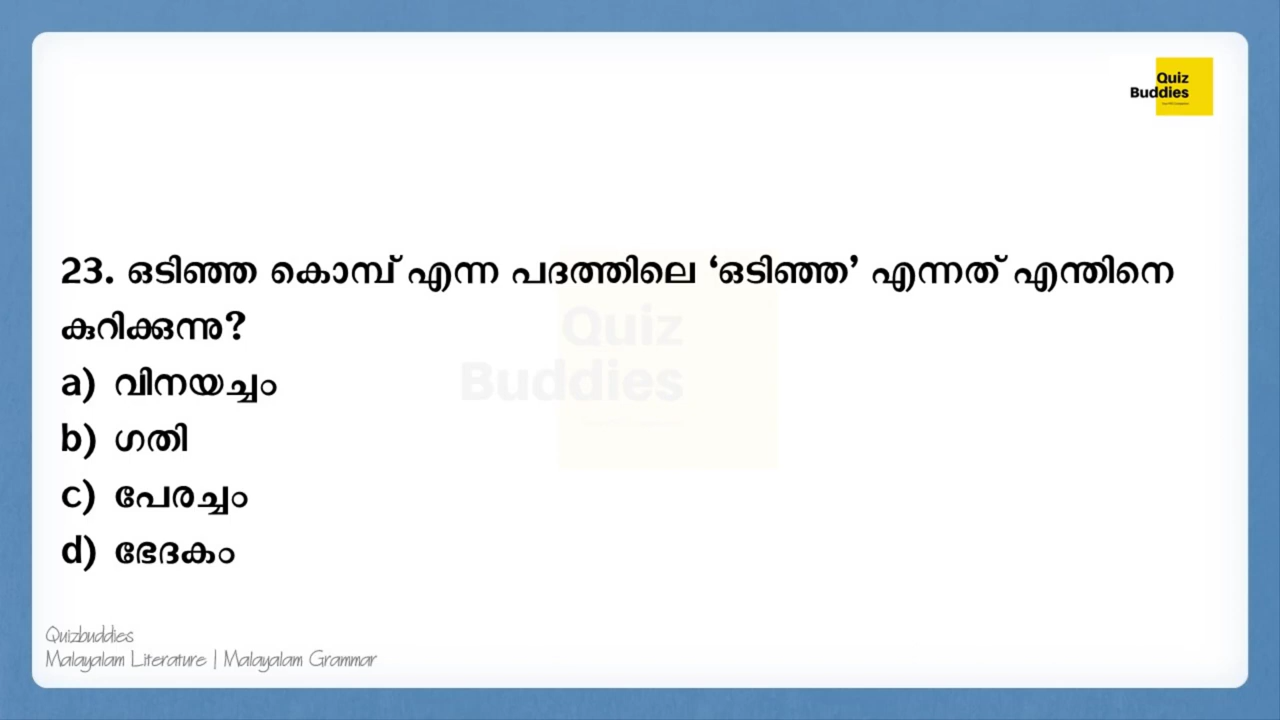 Quiz
Buddies
23. ഒടിഞ്ഞ കൊമ്പ് എന്ന പദത്തിലെ ‘ഒടിഞ്ഞ’ എന്നത് എന്തിനെ
കുറിക്കുന്നു?
Quiz
Buddies
a) വിനയച്ചം
b) ഗതി
c) പേരച്ചം
d) ഭേദകം
Quizbuddies
Malayalam Literature | Malayalam Grammar